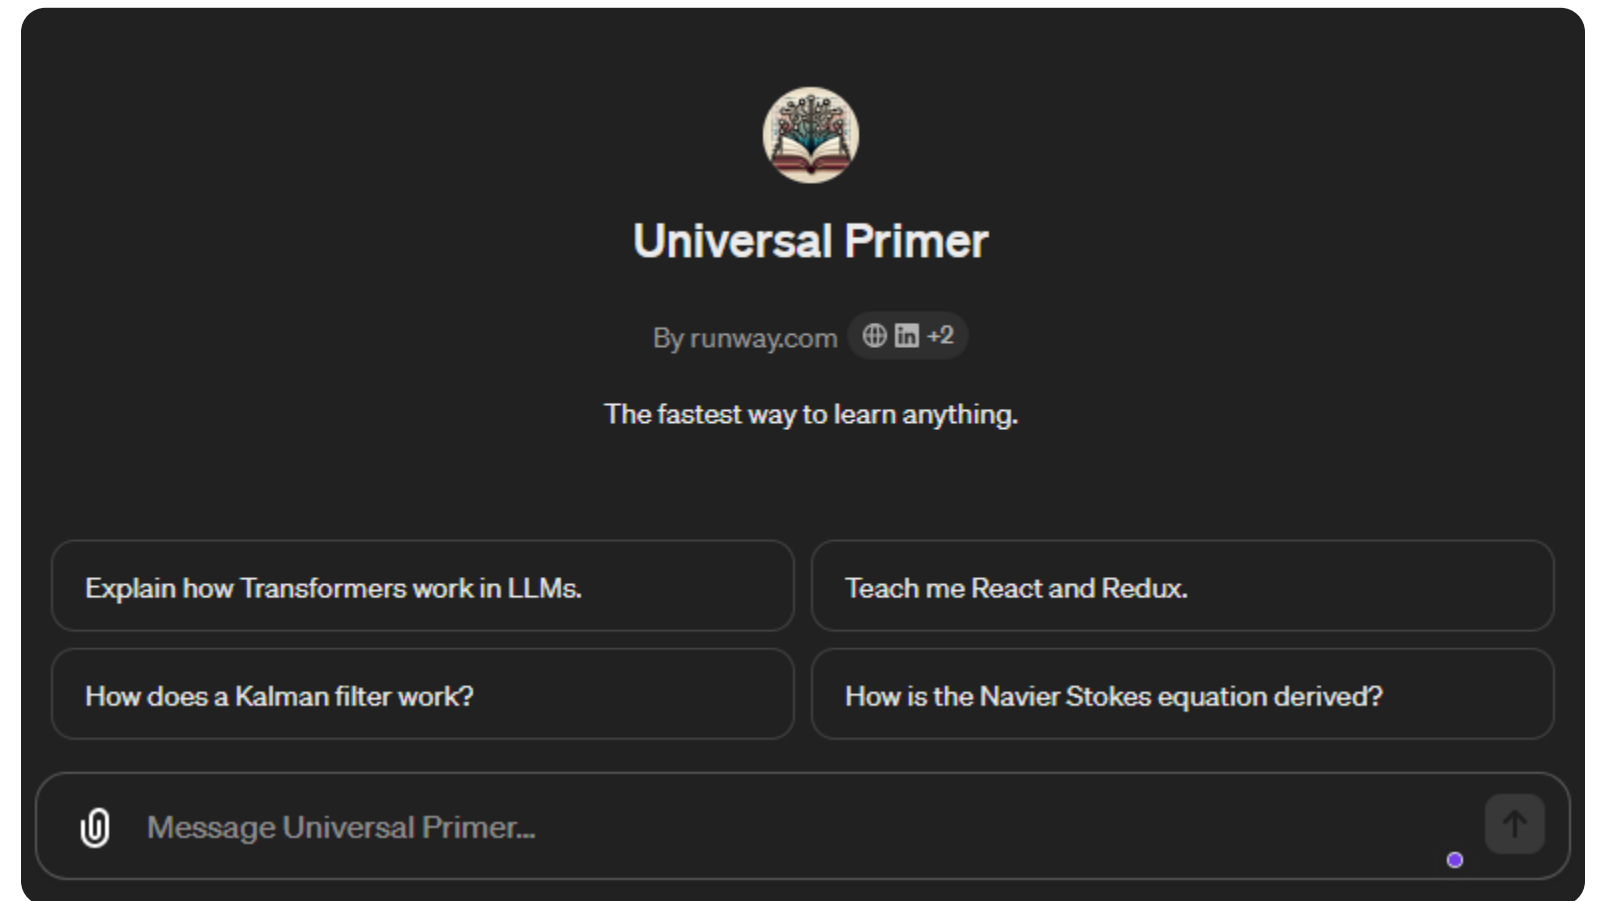 Universal Primer
By runway.com in +2
The fastest way to learn anything.
Explain how Transformers work in LLMs.
Teach me React and Redux.
How does a Kalman filter work?
How is the Navier Stokes equation derived?
Message Universal Primer...